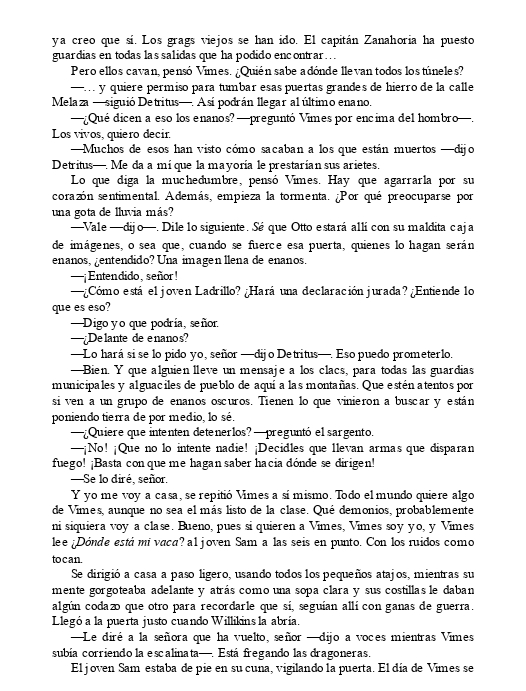 ya creo que sí. Los grags viejos se han ido. El capitán Zanahoria ha puesto
guardias en todas las salidas que ha podido encontrar…
Pero ellos cavan, pensó Vimes. ¿Quién sabe adónde llevan todos los túneles?
—… y quiere permiso para tumbar esas puertas grandes de hierro de la calle
Melaza —siguió Detritus—. Así podrán llegar al último enano.
—¿Qué dicen a eso los enanos? —preguntó Vimes por encima del hombro—.
Los vivos, quiero decir.
—Muchos de esos han visto cómo sacaban a los que están muertos —dijo
Detritus—. Me da a mí que la mayoría le prestarían sus arietes.
Lo que diga la muchedumbre, pensó Vimes. Hay que agarrarla por su
corazón sentimental. Además, empieza la tormenta. ¿Por qué preocuparse por
una gota de lluvia más?
—Vale —dijo—. Dile lo siguiente. Sé que Otto estará allí con su maldita caja
de imágenes, o sea que, cuando se fuerce esa puerta, quienes lo hagan serán
enanos, ¿entendido? Una imagen llena de enanos.
—¡Entendido, señor!
—¿Cómo está el joven Ladrillo? ¿Hará una declaración jurada? ¿Entiende lo
que es eso?
—Digo yo que podría, señor.
—¿Delante de enanos?
—Lo hará si se lo pido yo, señor —dijo Detritus—. Eso puedo prometerlo.
—Bien. Y que alguien lleve un mensaje a los clacs, para todas las guardias
municipales y alguaciles de pueblo de aquí a las montañas. Que estén atentos por
si ven a un grupo de enanos oscuros. Tienen lo que vinieron a buscar y están
poniendo tierra de por medio, lo sé.
—¿Quiere que intenten detenerlos? —preguntó el sargento.
—¡No! ¡Que no lo intente nadie! ¡Decidles que llevan armas que disparan
fuego! ¡Basta con que me hagan saber hacia dónde se dirigen!
—Se lo diré, señor.
Y yo me voy a casa, se repitió Vimes a sí mismo. Todo el mundo quiere algo
de Vimes, aunque no sea el más listo de la clase. Qué demonios, probablemente
ni siquiera voy a clase. Bueno, pues si quieren a Vimes, Vimes soy yo, y Vimes
lee ¿Dónde está mi vaca? al joven Sam a las seis en punto. Con los ruidos como
tocan.
Se dirigió a casa a paso ligero, usando todos los pequeños atajos, mientras su
mente gorgoteaba adelante y atrás como una sopa clara y sus costillas le daban
algún codazo que otro para recordarle que sí, seguían allí con ganas de guerra.
Llegó a la puerta justo cuando Willikins la abría.
—Le diré a la señora que ha vuelto, señor —dijo a voces mientras Vimes
subía corriendo la escalinata—. Está fregando las dragoneras.
El joven Sam estaba de pie en su cuna, vigilando la puerta. El día de Vimes se